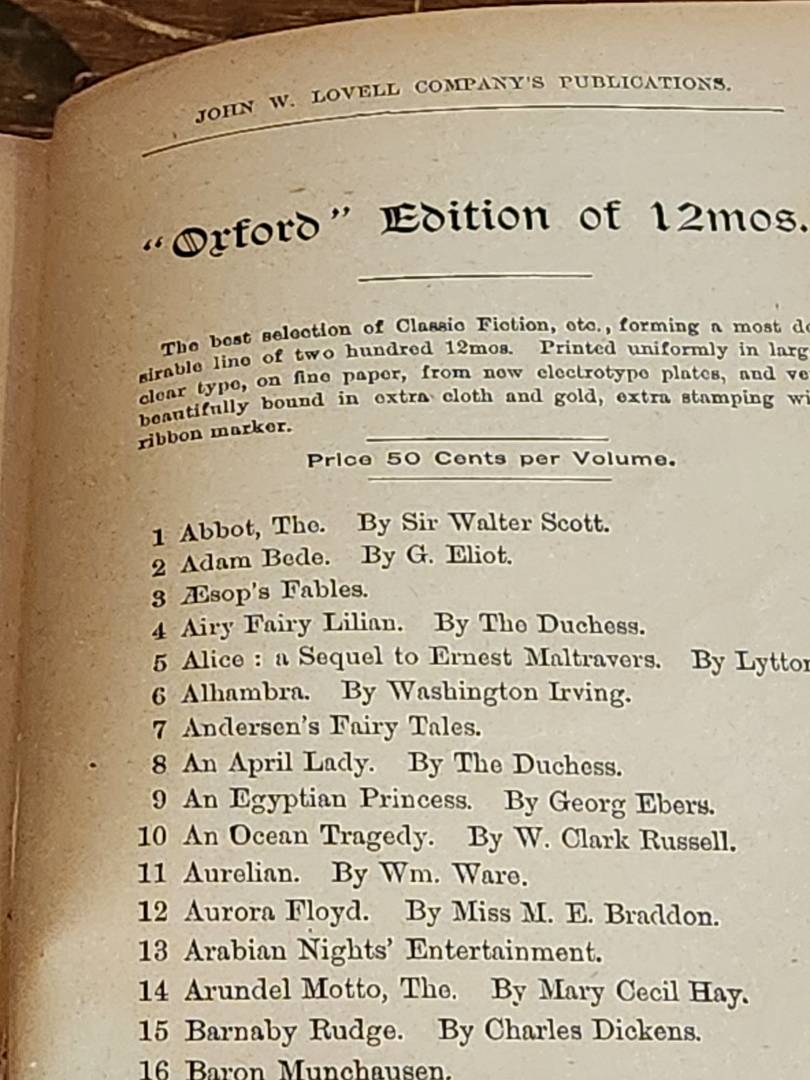 JOHN W. LOVELL COMPANY'S PUBLICATIONS.
“Oxford” Edition of 12mos.
The best selection of Classic Fiction, etc., forming a most de
sirable line of two hundred 12mos. Printed uniformly in larg
clear type, on fine paper, from new electrotype plates, and ve
beautifully bound in extra cloth and gold, extra stamping wi
ribbon marker.
Price 50 Cents per Volume.
1 Abbot, The. By Sir Walter Scott.
2 Adam Bede. By G. Eliot.
3 Æsop's Fables.
4 Airy Fairy Lilian. By The Duchess.
5 Alice : a Sequel to Ernest Maltravers. By Lytton
6 Alhambra. By Washington Irving.
7 Andersen's Fairy Tales.
8 An April Lady. By The Duchess.
9 An Egyptian Princess. By Georg Ebers.
10 An Ocean Tragedy. By W. Clark Russell.
11 Aurelian. By Wm. Ware.
12 Aurora Floyd. By Miss M. E. Braddon.
13 Arabian Nights' Entertainment.
14 Arundel Motto, The. By Mary Cecil Hay.
15 Barnaby Rudge. By Charles Dickens.
16 Baron Munchausen.